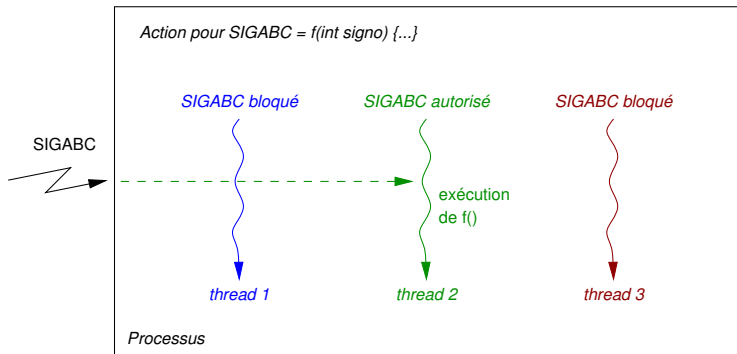 Action pour SIGABC = f(int signo) {...}
SIGABC bloqué
SIGABC autorisé
SIGABC bloqué
SIGABC
exécution
de f()
thread 1
thread 2
thread 3
Processus